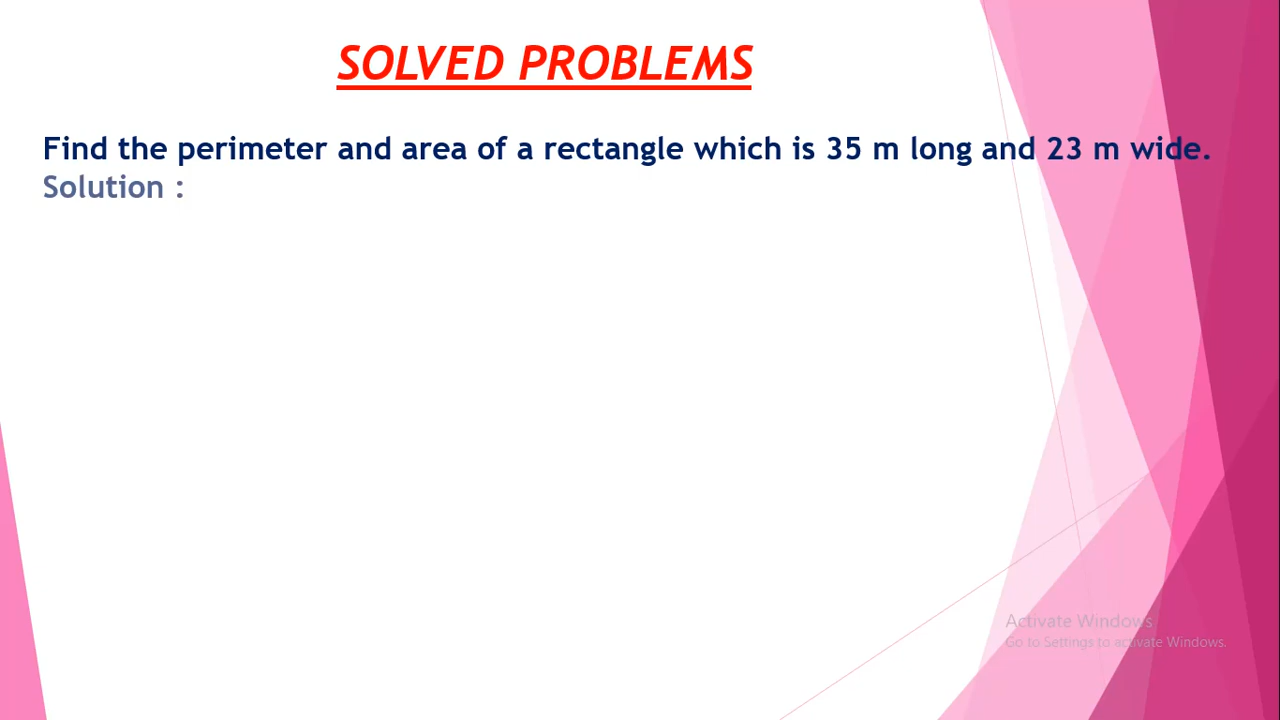 SOLVED PROBLEMS
Find the perimeter and area of a rectangle which is 35 m long and 23 m wide.
Solution :
Activate Windows
Go to Settings to activate Windows.